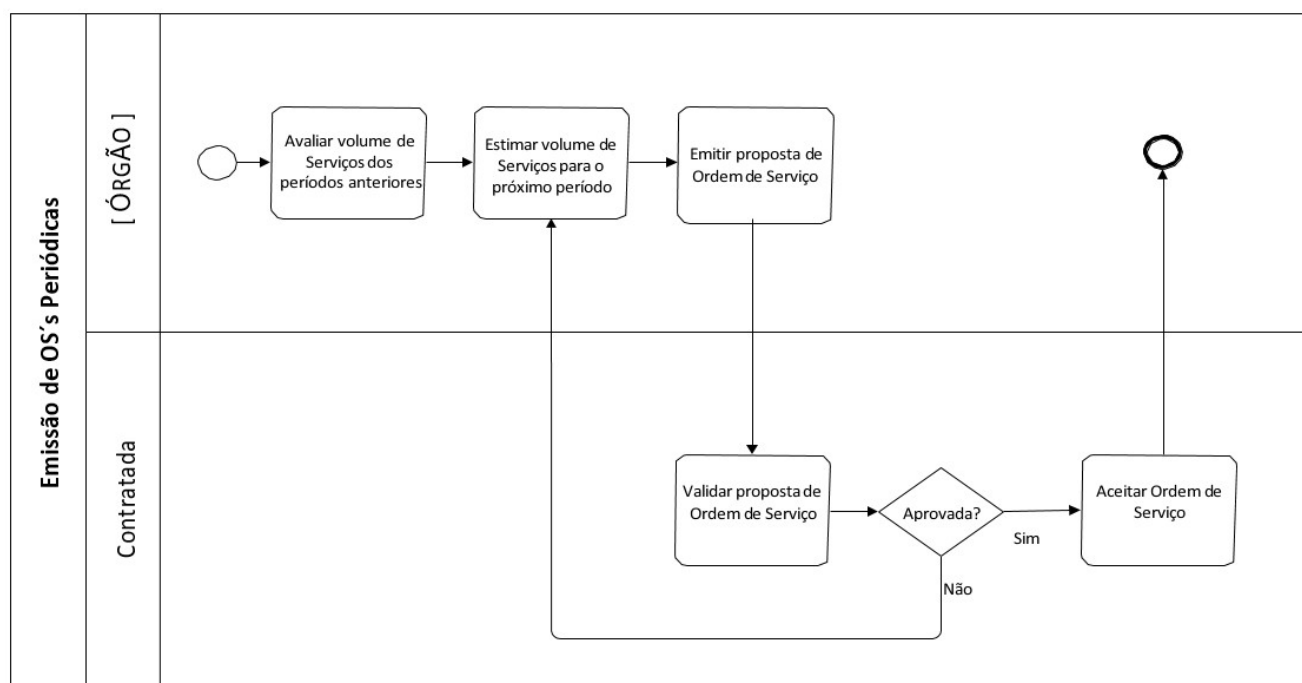 Emissão de OS´s Periódicas
[ ÓRGÃO ]
Avaliar volume de
Serviços dos
períodos anteriores
Estimar volume de
Serviços para o
próximo período
Emitir proposta de
Ordem de Serviço
Contratada
Validar proposta de
Ordem de Serviço
Aprovada?
Sim
Não
Aceitar Ordem de
Serviço